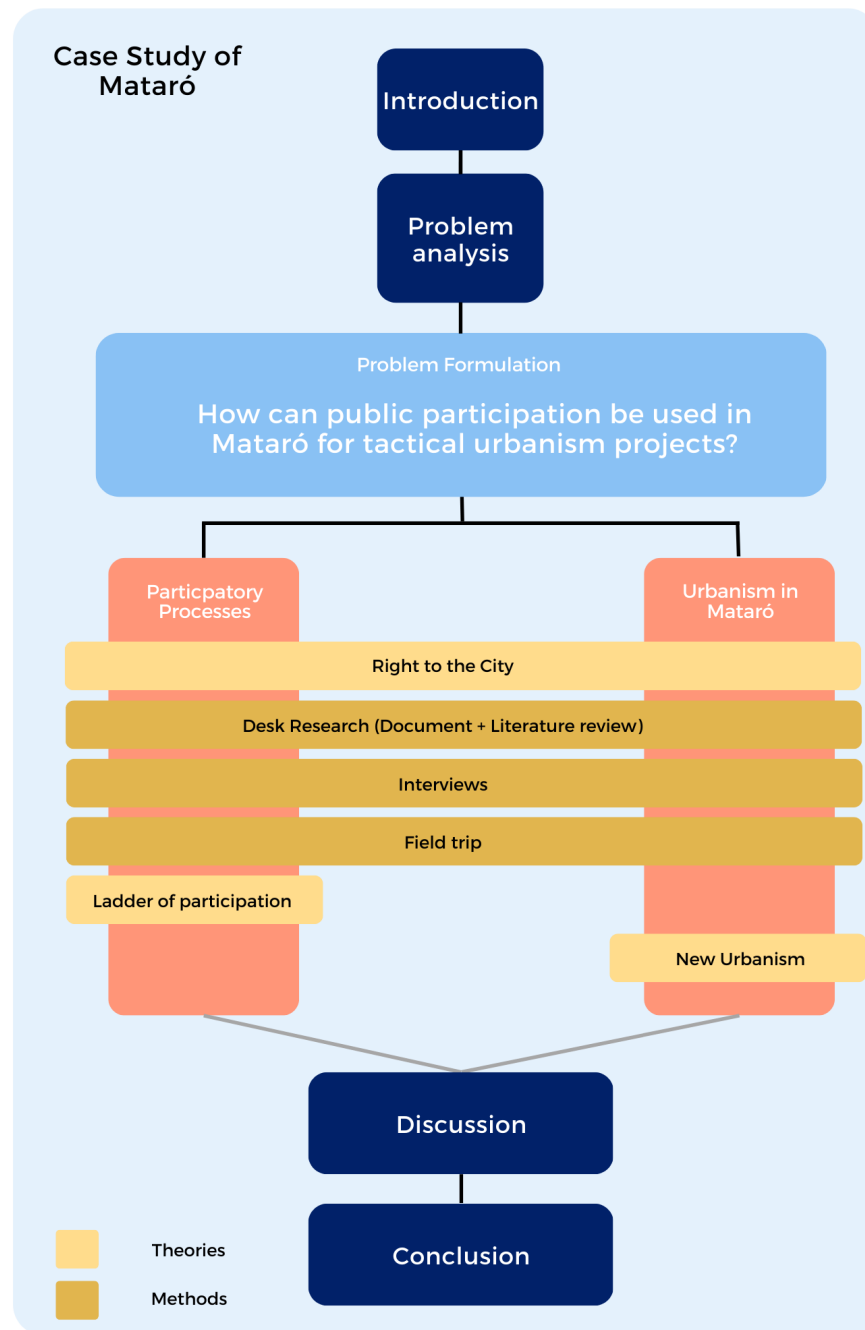 Case Study of
Mataró
Introduction
Problem
analysis
Problem Formulation
How can public participation be used in
Mataró for tactical urbanism projects?
Particpatory
Processes
Urbanism in
Mataró
Right to the City
Desk Research (Document + Literature review)
Interviews
Field trip
Ladder of participation
New Urbanism
Discussion
Conclusion
Theories
Methods